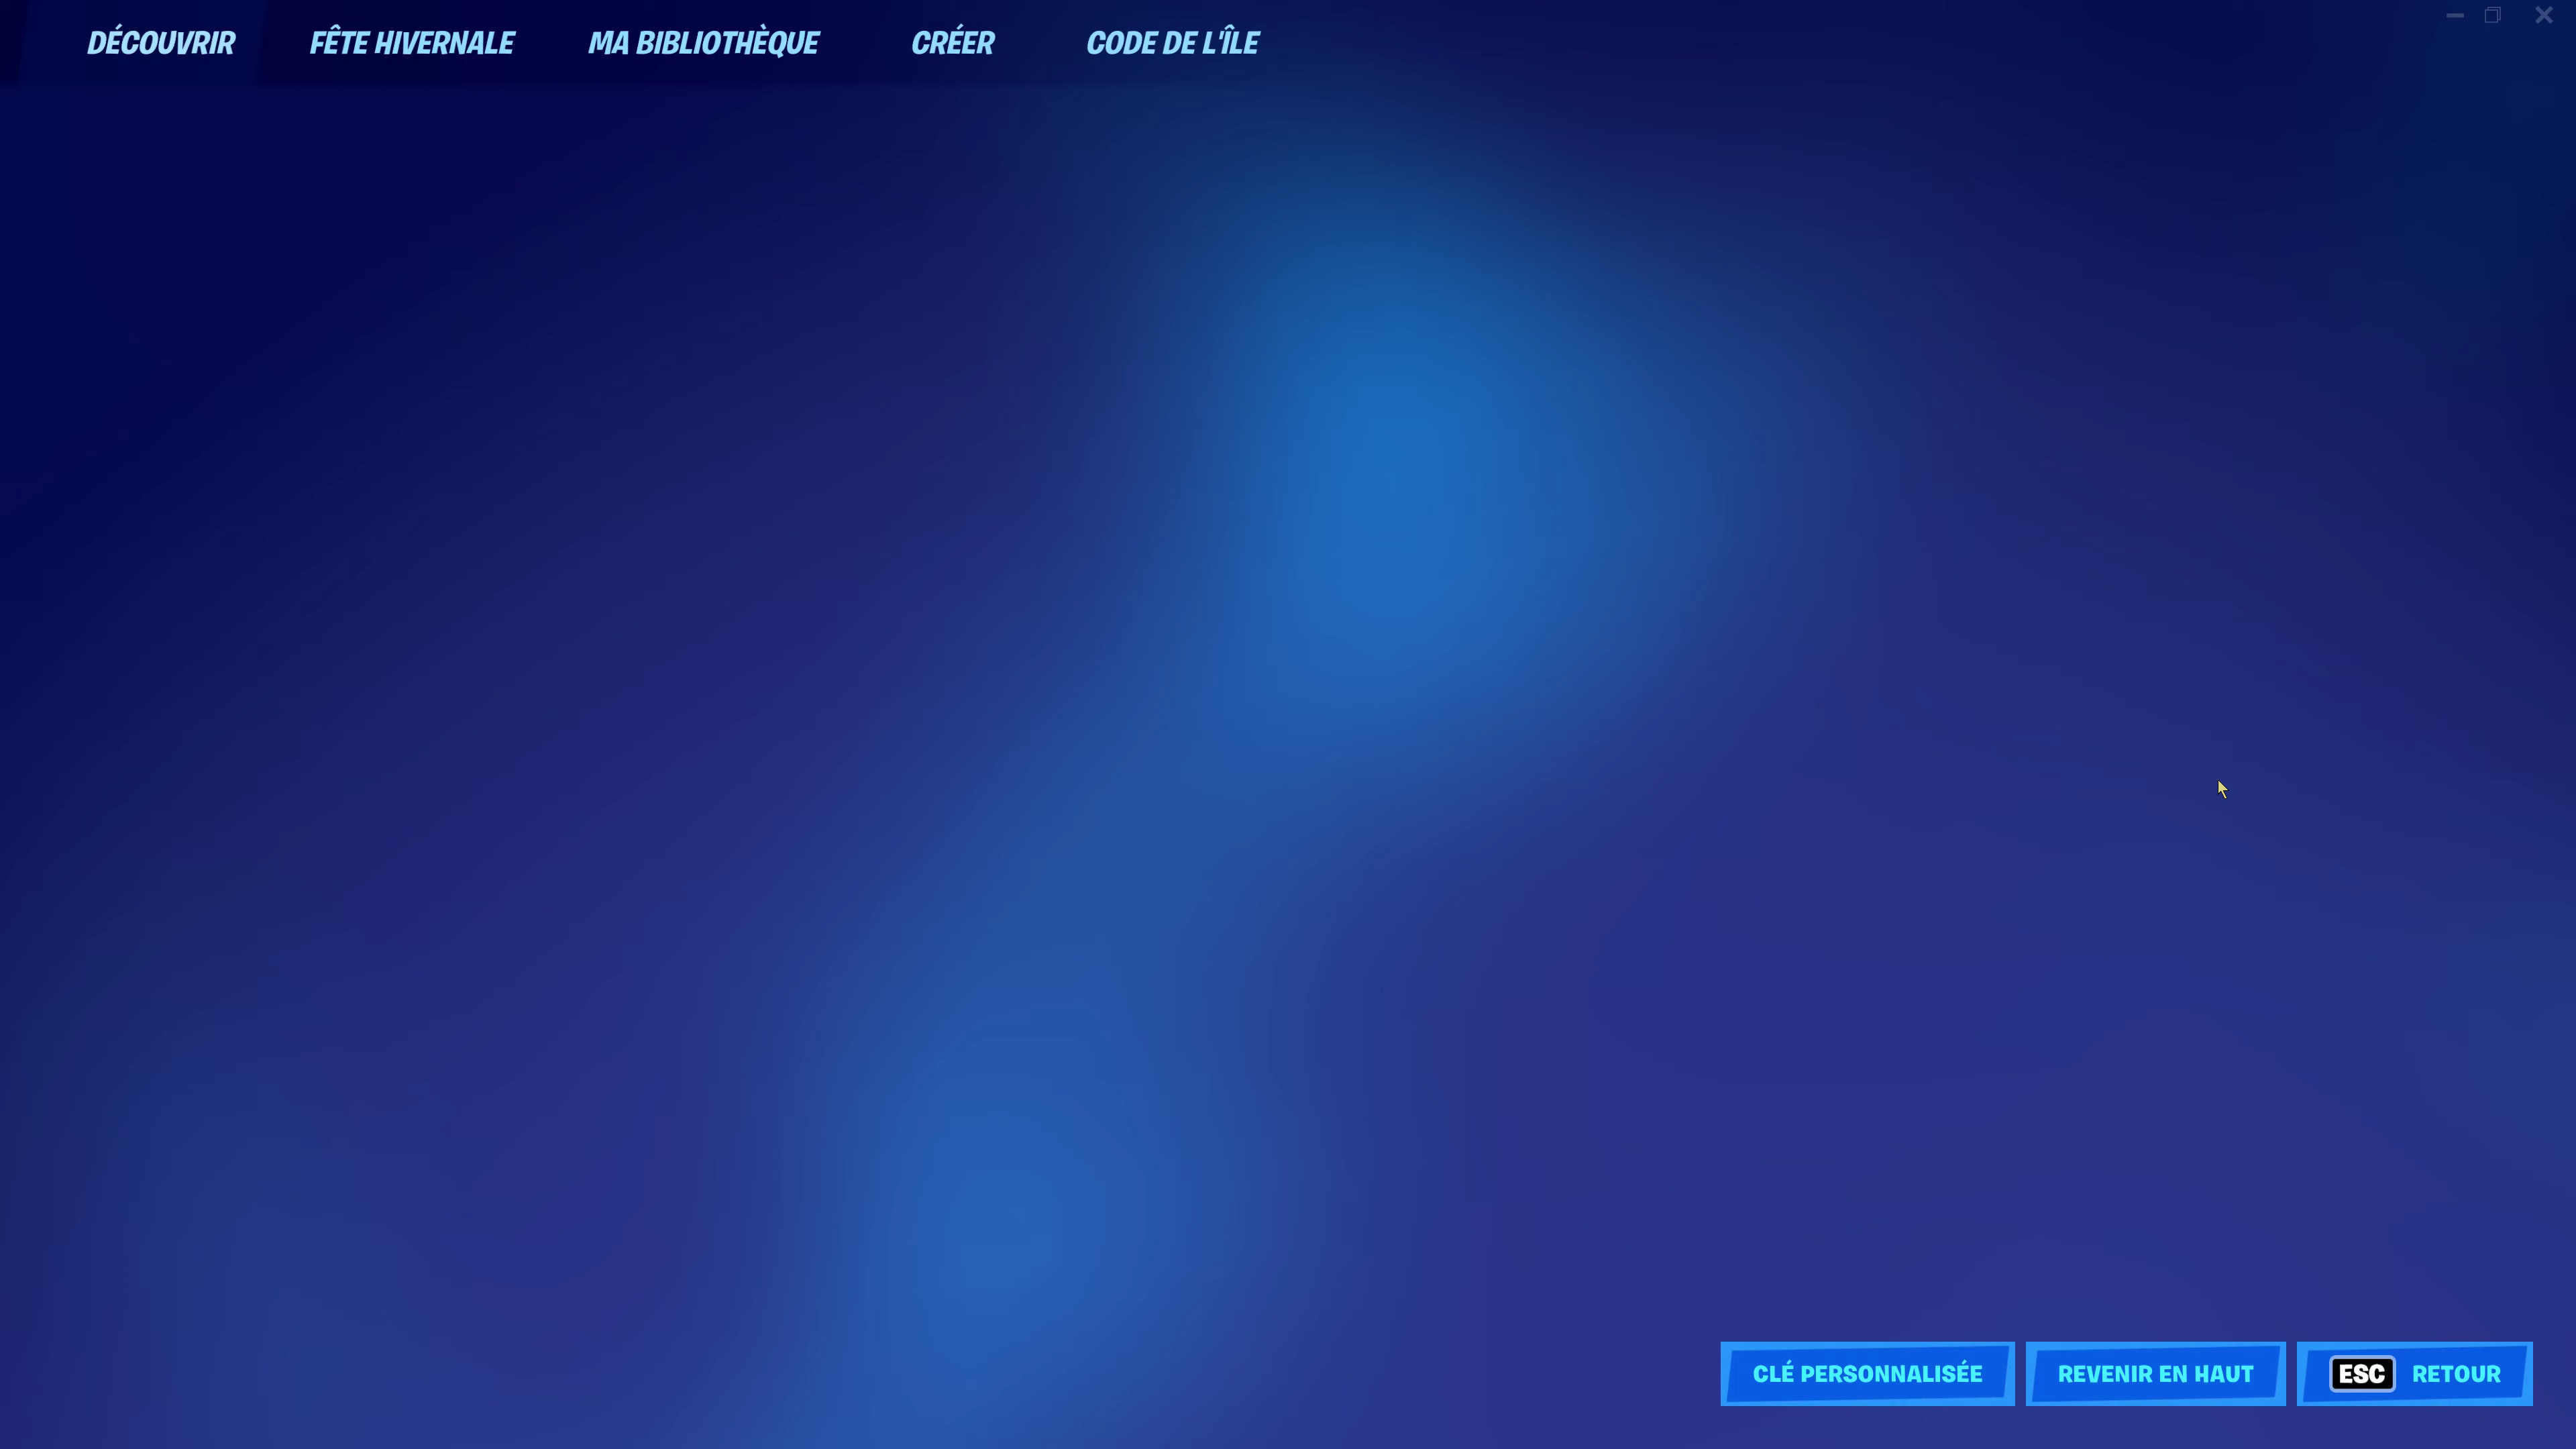 DÉCOUVRIR FÊTE HIVERNALE MA BIBLIOTHÈQUE CRÉER CODE DE L'ÎLE
CLÉ PERSONNALISÉE REVENIR EN HAUT ESC RETOUR